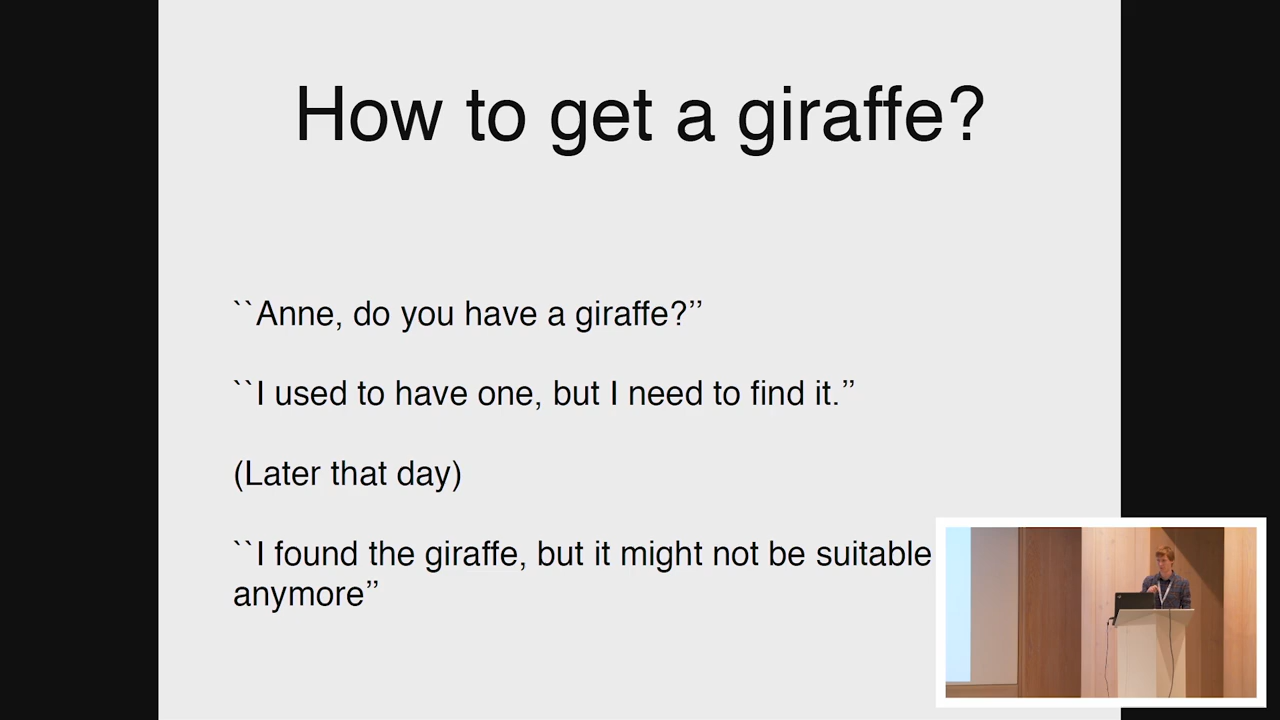 How to get a giraffe?
``Anne, do you have a giraffe?’’
``I used to have one, but I need to find it.’’
(Later that day)
``I found the giraffe, but it might not be suitable
anymore’’